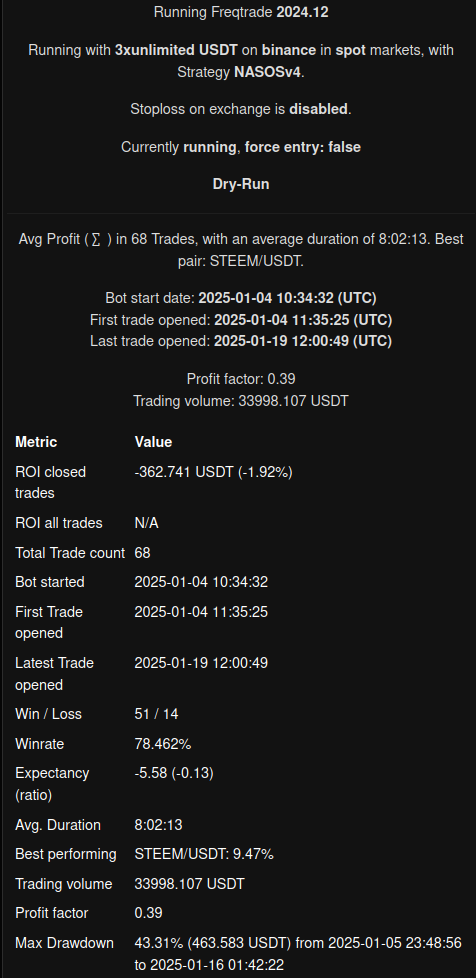 Running Freqtrade 2024.12
Running with 3xunlimited USDT on binance in spot markets, with
Strategy NASOSv4.
Stoploss on exchange is disabled.
Currently running, force entry: false
Dry-Run
Avg Profit (∑ ) in 68 Trades, with an average duration of 8:02:13. Best
pair: STEEM/USDT.
Bot start date: 2025-01-04 10:34:32 (UTC)
First trade opened: 2025-01-04 11:35:25 (UTC)
Last trade opened: 2025-01-19 12:00:49 (UTC)
Profit factor: 0.39
Trading volume: 33998.107 USDT
Metric Value
ROI closed -362.741 USDT (-1.92%)
trades
ROI all trades N/A
Total Trade count 68
Bot started 2025-01-04 10:34:32
First Trade 2025-01-04 11:35:25
opened
Latest Trade 2025-01-19 12:00:49
opened
Win / Loss 51 / 14
Winrate 78.462%
Expectancy -5.58 (-0.13)
(ratio)
Avg. Duration 8:02:13
Best performing STEEM/USDT: 9.47%
Trading volume 33998.107 USDT
Profit factor 0.39
Max Drawdown 43.31% (463.583 USDT) from 2025-01-05 23:48:56
to 2025-01-16 01:42:22